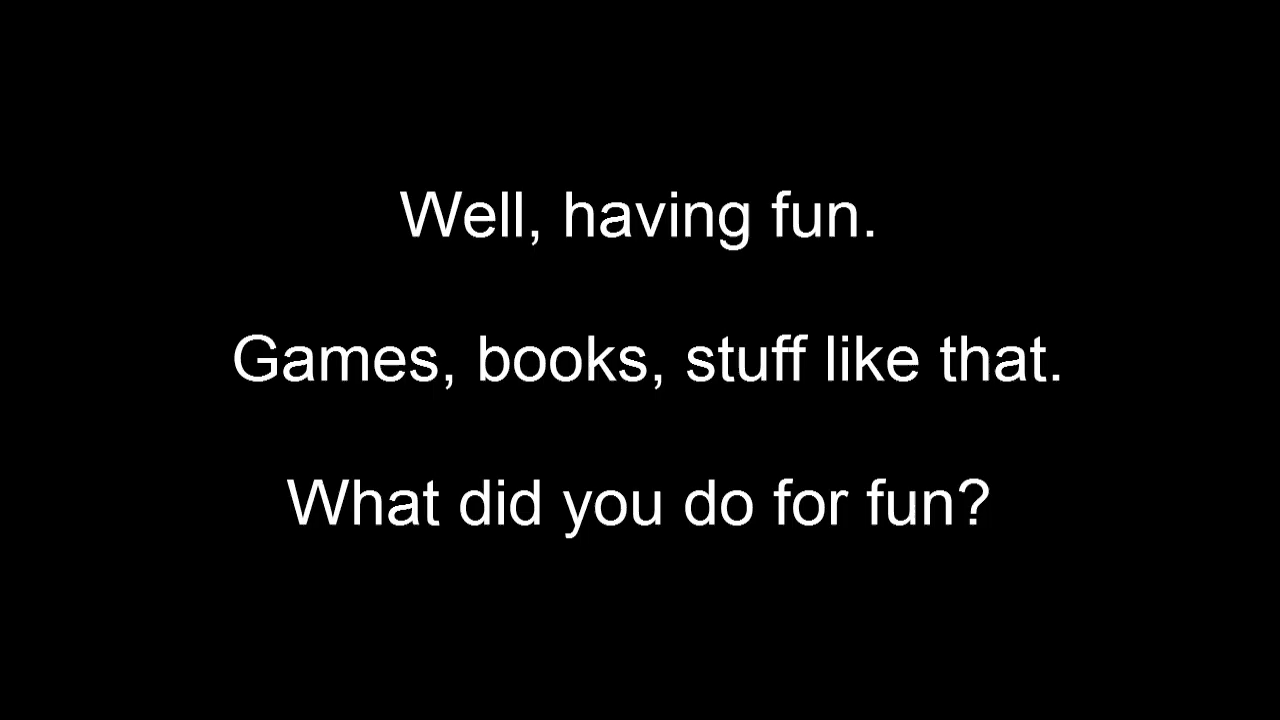 Well, having fun.
Games, books, stuff like that.
What did you do for fun?